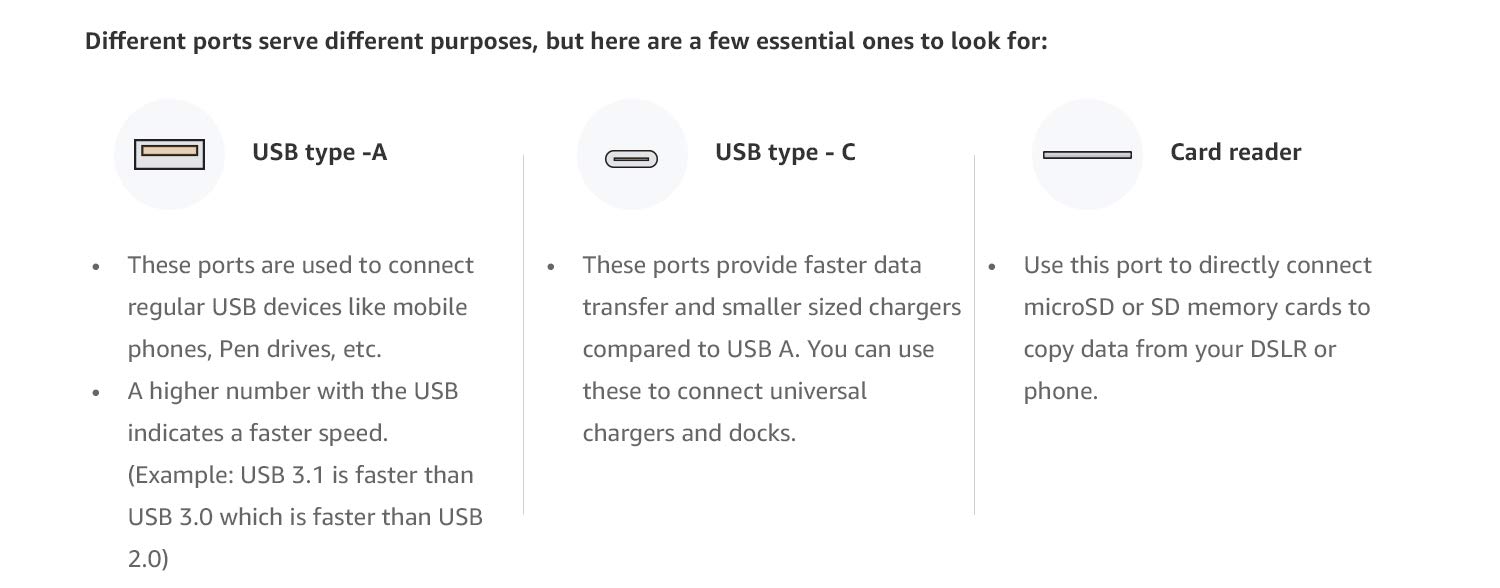 Different ports serve different purposes, but here are a few essential ones to look for:
USB type -A
• These ports are used to connect
regular USB devices like mobile
phones, Pen drives, etc.
• A higher number with the USB
indicates a faster speed.
(Example: USB 3.1 is faster than
USB 3.0 which is faster than USB
2.0)
USB type - C
• These ports provide faster data
transfer and smaller sized chargers
compared to USB A. You can use
these to connect universal
chargers and docks.
Card reader
• Use this port to directly connect
microSD or SD memory cards to
copy data from your DSLR or
phone.